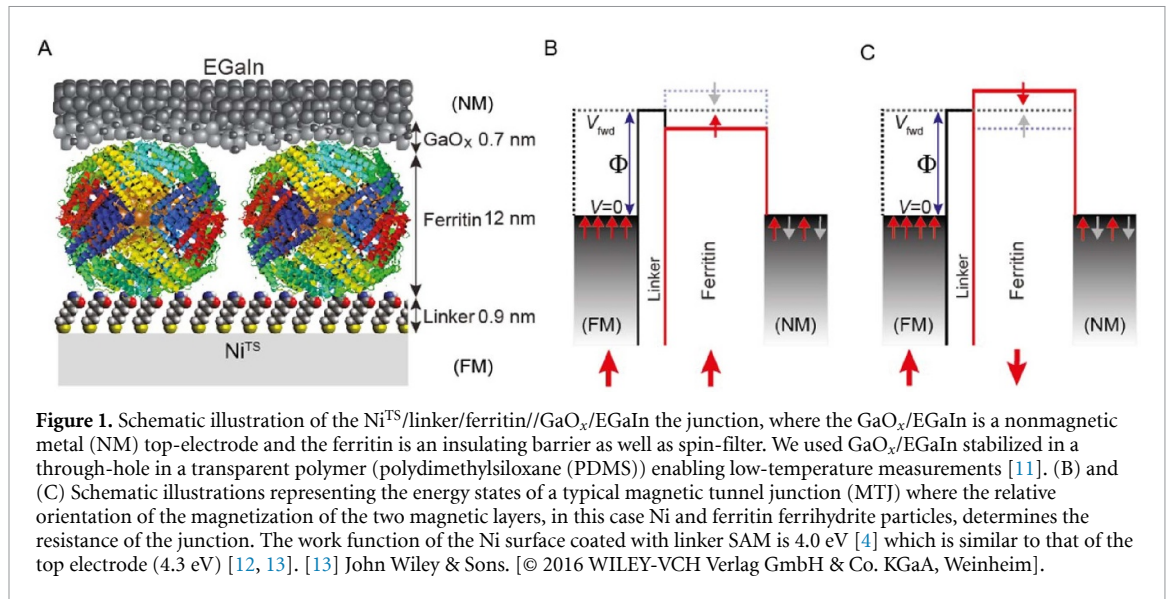 A
EGaIn
(NM)
GaOx 0.7 nm
Ferritin 12 nm
Linker 0.9 nm
NiTS
(FM)
B
Vfwd
Φ
V=0
Linker
Ferritin
(FM)
(NM)
C
Vfwd
Φ
V=0
Linker
Ferritin
(FM)
(NM)
Figure 1. Schematic illustration of the NiTS/linker/ferritin//GaOx/EGaIn the junction, where the GaOx/EGaIn is a nonmagnetic
metal (NM) top-electrode and the ferritin is an insulating barrier as well as spin-filter. We used GaOx/EGaIn stabilized in a
through-hole in a transparent polymer (polydimethylsiloxane (PDMS)) enabling low-temperature measurements [11]. (B) and
(C) Schematic illustrations representing the energy states of a typical magnetic tunnel junction (MTJ) where the relative
orientation of the magnetization of the two magnetic layers, in this case Ni and ferritin ferrihydrite particles, determines the
resistance of the junction. The work function of the Ni surface coated with linker SAM is 4.0 eV [4] which is similar to that of the
top electrode (4.3 eV) [12, 13]. [13] John Wiley & Sons. [© 2016 WILEY-VCH Verlag GmbH & Co. KGaA, Weinheim].